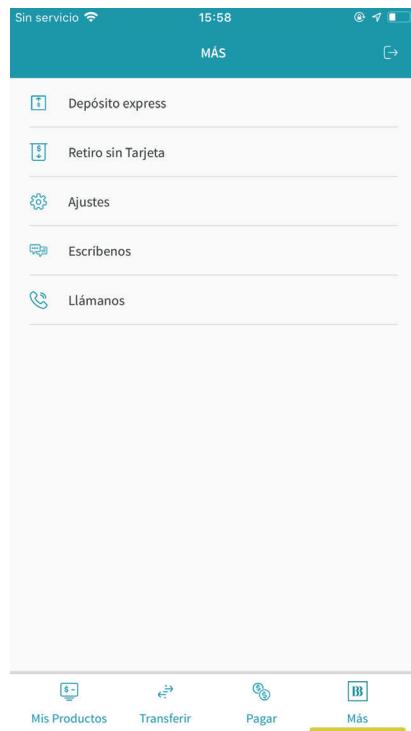 Sin servicio 15:58
MÁS
Depósito express
Retiro sin Tarjeta
Ajustes
Escríbenos
Llámanos
Mis Productos Transferir Pagar Más